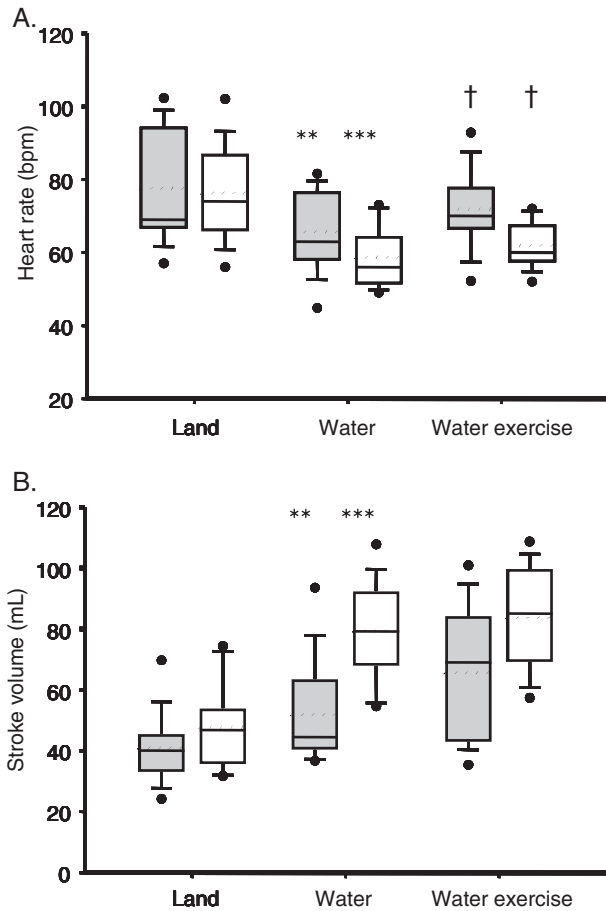 A.
120
100
80
60
40
20
Heart rate (bpm)
** ***
† †
Land Water Water exercise
B.
120
100
80
60
40
20
0
Stroke volume (mL)
** ***
Land Water Water exercise